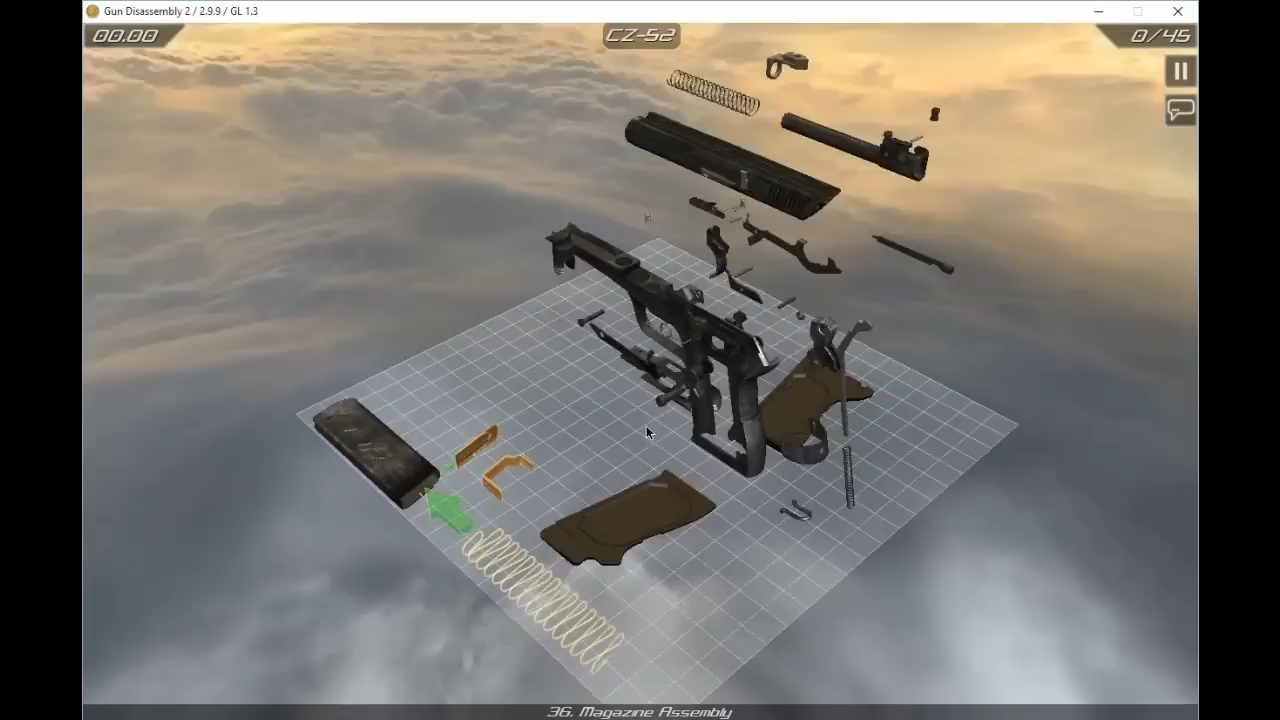 Gun Disassembly 2 / 2.9.9 / GL 1.3
00.00
CZ-52
0/45
36. Magazine Assembly